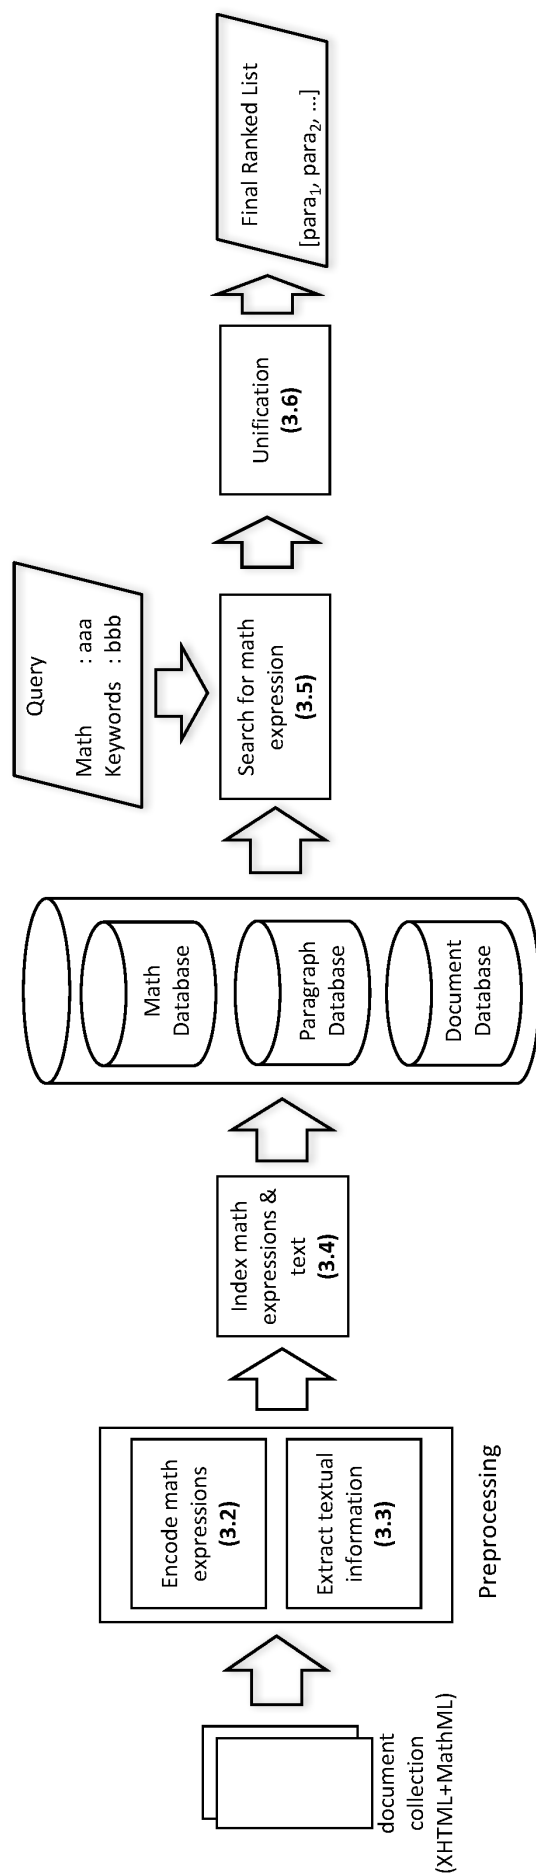 document
collection
(XHTML+MathML)
Encode math
expressions
(3.2)
Extract textual
information
(3.3)
Preprocessing
Index math
expressions &
text
(3.4)
Math
Database
Paragraph
Database
Document
Database
Query
Math : aaa
Keywords : bbb
Search for math
expression
(3.5)
Unification
(3.6)
Final Ranked List
[para₁, para₂, ...]